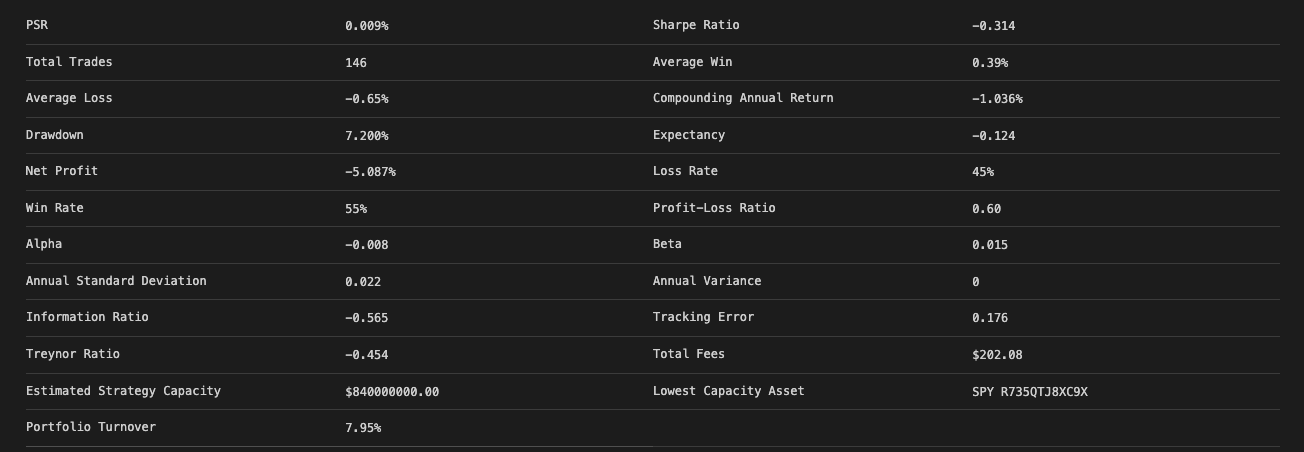 PSR 0.009% Sharpe Ratio -0.314
Total Trades 146 Average Win 0.39%
Average Loss -0.65% Compounding Annual Return -1.036%
Drawdown 7.200% Expectancy -0.124
Net Profit -5.087% Loss Rate 45%
Win Rate 55% Profit-Loss Ratio 0.60
Alpha -0.008 Beta 0.015
Annual Standard Deviation 0.022 Annual Variance 0
Information Ratio -0.565 Tracking Error 0.176
Treynor Ratio -0.454 Total Fees $202.08
Estimated Strategy Capacity $840000000.00 Lowest Capacity Asset SPY R735QTJ8XC9X
Portfolio Turnover 7.95%